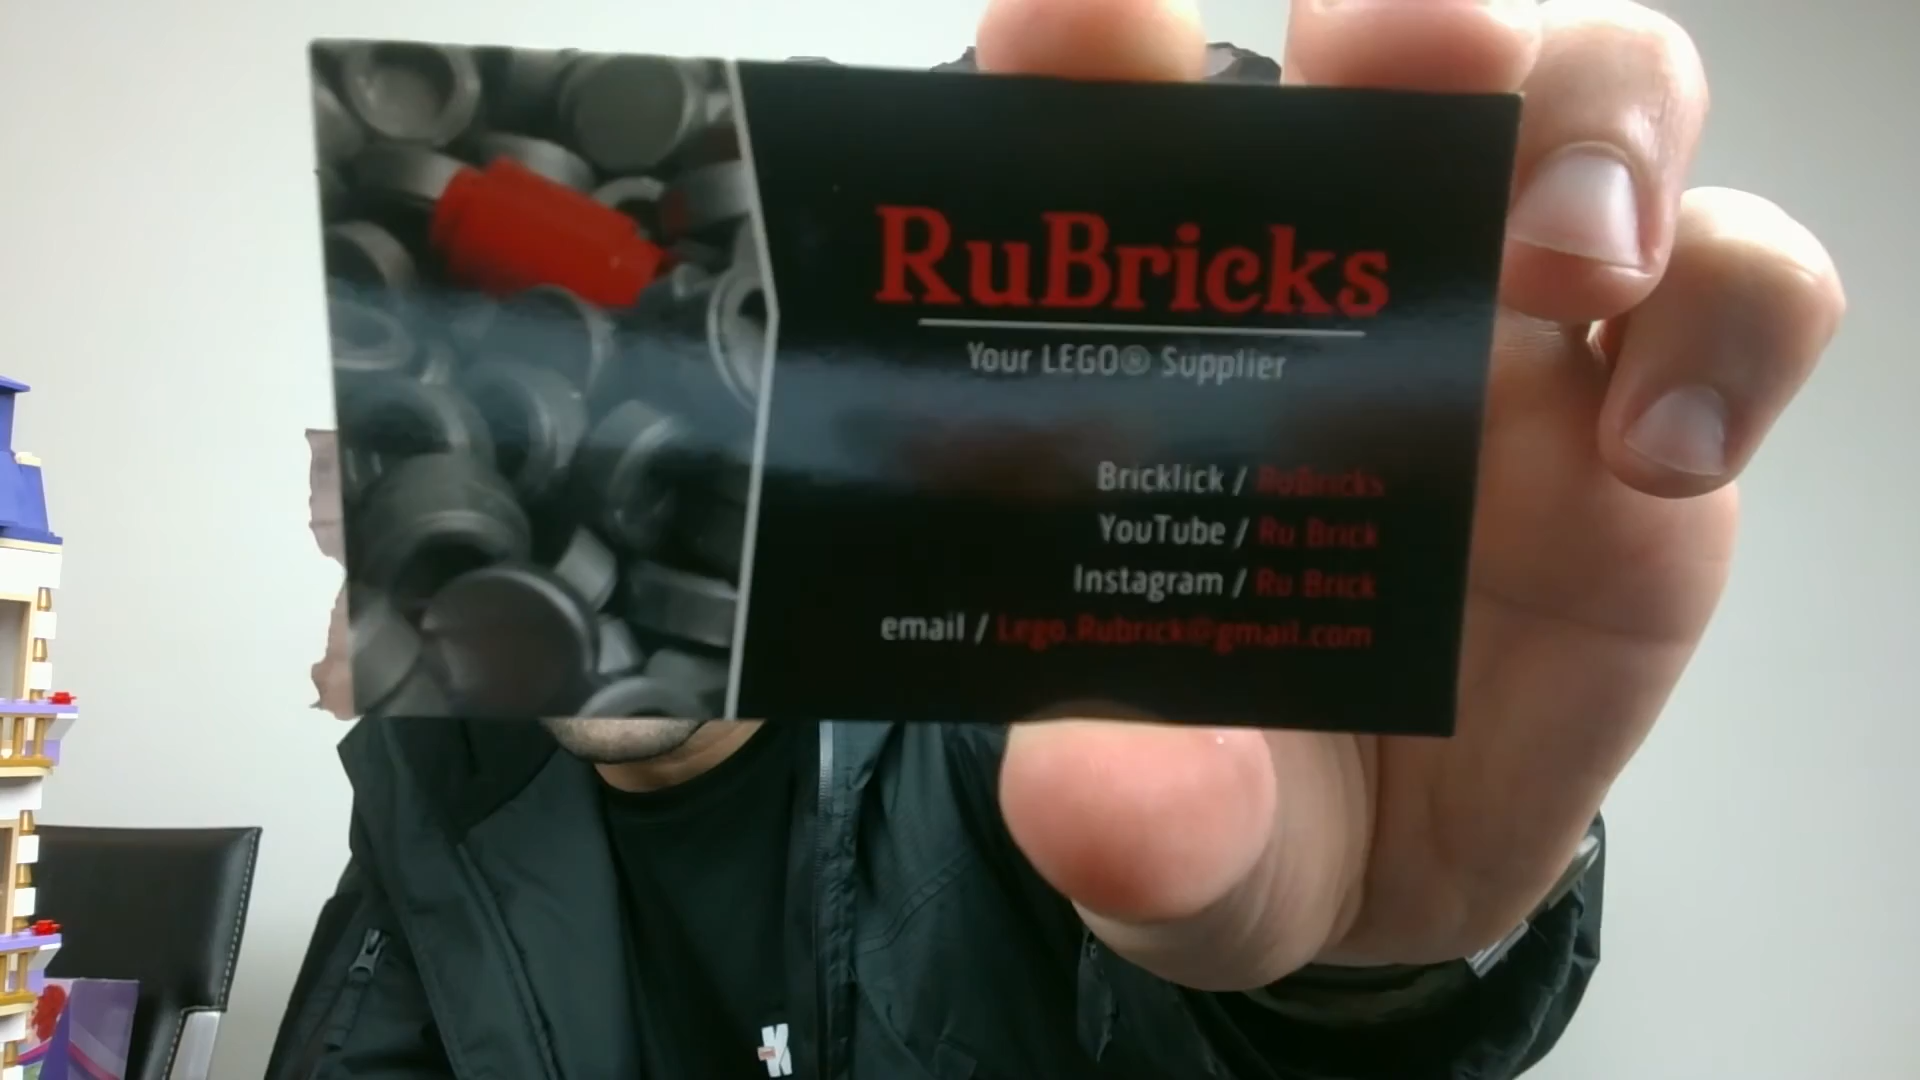 RuBricks
Your LEGO® Supplier
Bricklick / RuBricks
YouTube / Ru Brick
Instagram / Ru Brick
email / Lego.Rubrick@gmail.com